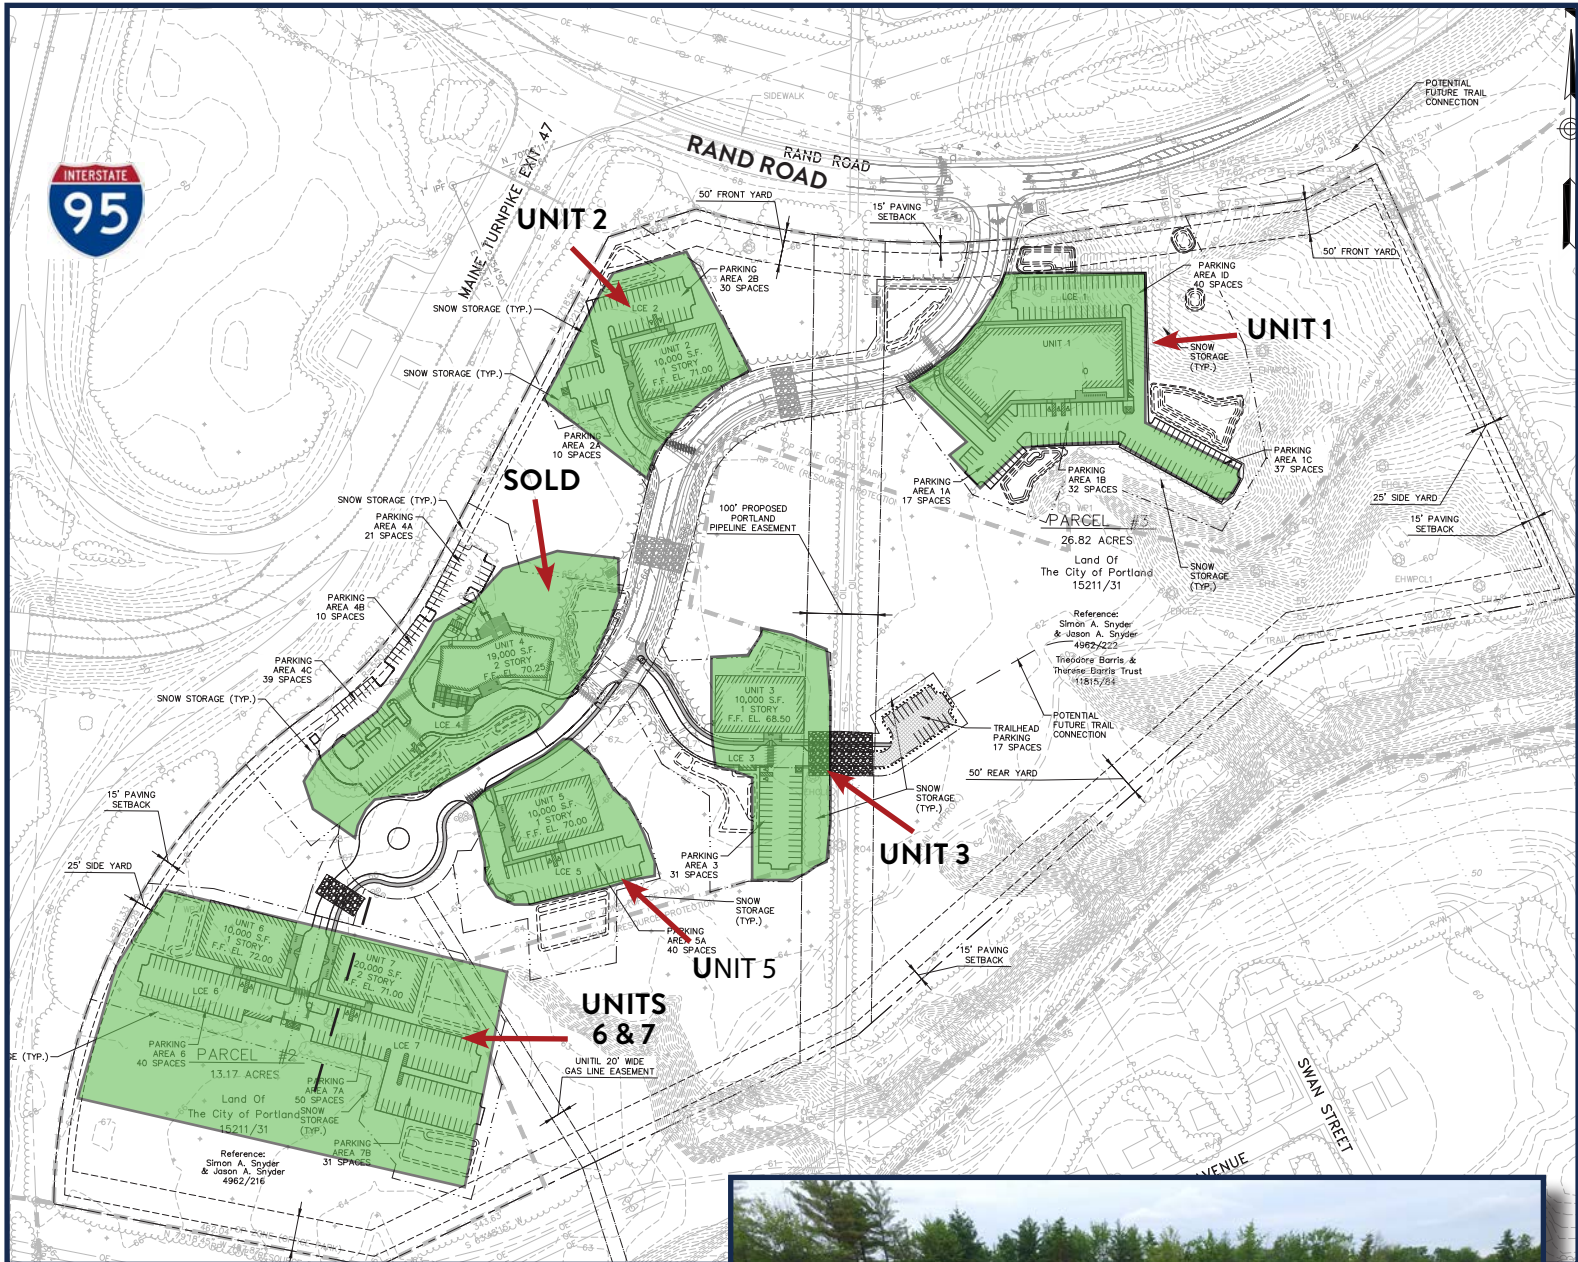 INTERSTATE
95
MAINE TURNPIKE EXIT 47
SIDEWALK
SIDEWALK
RAND ROAD
RAND ROAD
POTENTIAL
FUTURE TRAIL
CONNECTION
50' FRONT YARD
15' PAVING
SETBACK
50' FRONT YARD
UNIT 2
PARKING
AREA 2B
30 SPACES
SNOW STORAGE (TYP.)
LCE 2
UNIT 2
10,000 S.F.
1 STORY
F.F. EL. 71.00
SNOW STORAGE (TYP.)
PARKING
AREA 2A
10 SPACES
PARKING
AREA 1D
40 SPACES
LCE 1
UNIT 1
UNIT 1
SNOW
STORAGE
(TYP.)
PARKING
AREA 1C
37 SPACES
PARKING
AREA 1B
32 SPACES
PARKING
AREA 1A
17 SPACES
25' SIDE YARD
15' PAVING
SETBACK
PARCEL #3
26.82 ACRES
Land Of
The City of Portland
15211/31
SNOW
STORAGE
(TYP.)
Reference:
Simon A. Snyder
& Jason A. Snyder
4962/222
Theodore Barris &
Therese Barris Trust
11815/84
SOLD
SNOW STORAGE (TYP.)
PARKING
AREA 4A
21 SPACES
100' PROPOSED
PORTLAND
PIPELINE EASEMENT
PARKING
AREA 4B
10 SPACES
UNIT 4
19,000 S.F.
2 STORY
F.F. EL. 70.25
PARKING
AREA 4C
39 SPACES
SNOW STORAGE (TYP.)
LCE 4
UNIT 3
10,000 S.F.
1 STORY
F.F. EL. 68.50
LCE 3
TRAILHEAD
PARKING
17 SPACES
POTENTIAL
FUTURE TRAIL
CONNECTION
50' REAR YARD
SNOW
STORAGE
(TYP.)
UNIT 3
PARKING
AREA 3
31 SPACES
SNOW
STORAGE
(TYP.)
15' PAVING
SETBACK
25' SIDE YARD
UNIT 5
10,000 S.F.
1 STORY
F.F. EL. 70.00
LCE 5
PARKING
AREA 5A
40 SPACES
UNIT 5
15' PAVING
SETBACK
UNIT 6
10,000 S.F.
1 STORY
F.F. EL. 72.00
UNIT 7
20,000 S.F.
2 STORY
F.F. EL. 71.00
LCE 6
LCE 7
UNITS
6 & 7
UNITIL 20' WIDE
GAS LINE EASEMENT
PARKING
AREA 6
40 SPACES
PARCEL #2
13.17 ACRES
Land Of
The City of Portland
15211/31
PARKING
AREA 7A
50 SPACES
SNOW
STORAGE
(TYP.)
PARKING
AREA 7B
31 SPACES
Reference:
Simon A. Snyder
& Jason A. Snyder
4962/216
SWAN STREET
AVENUE